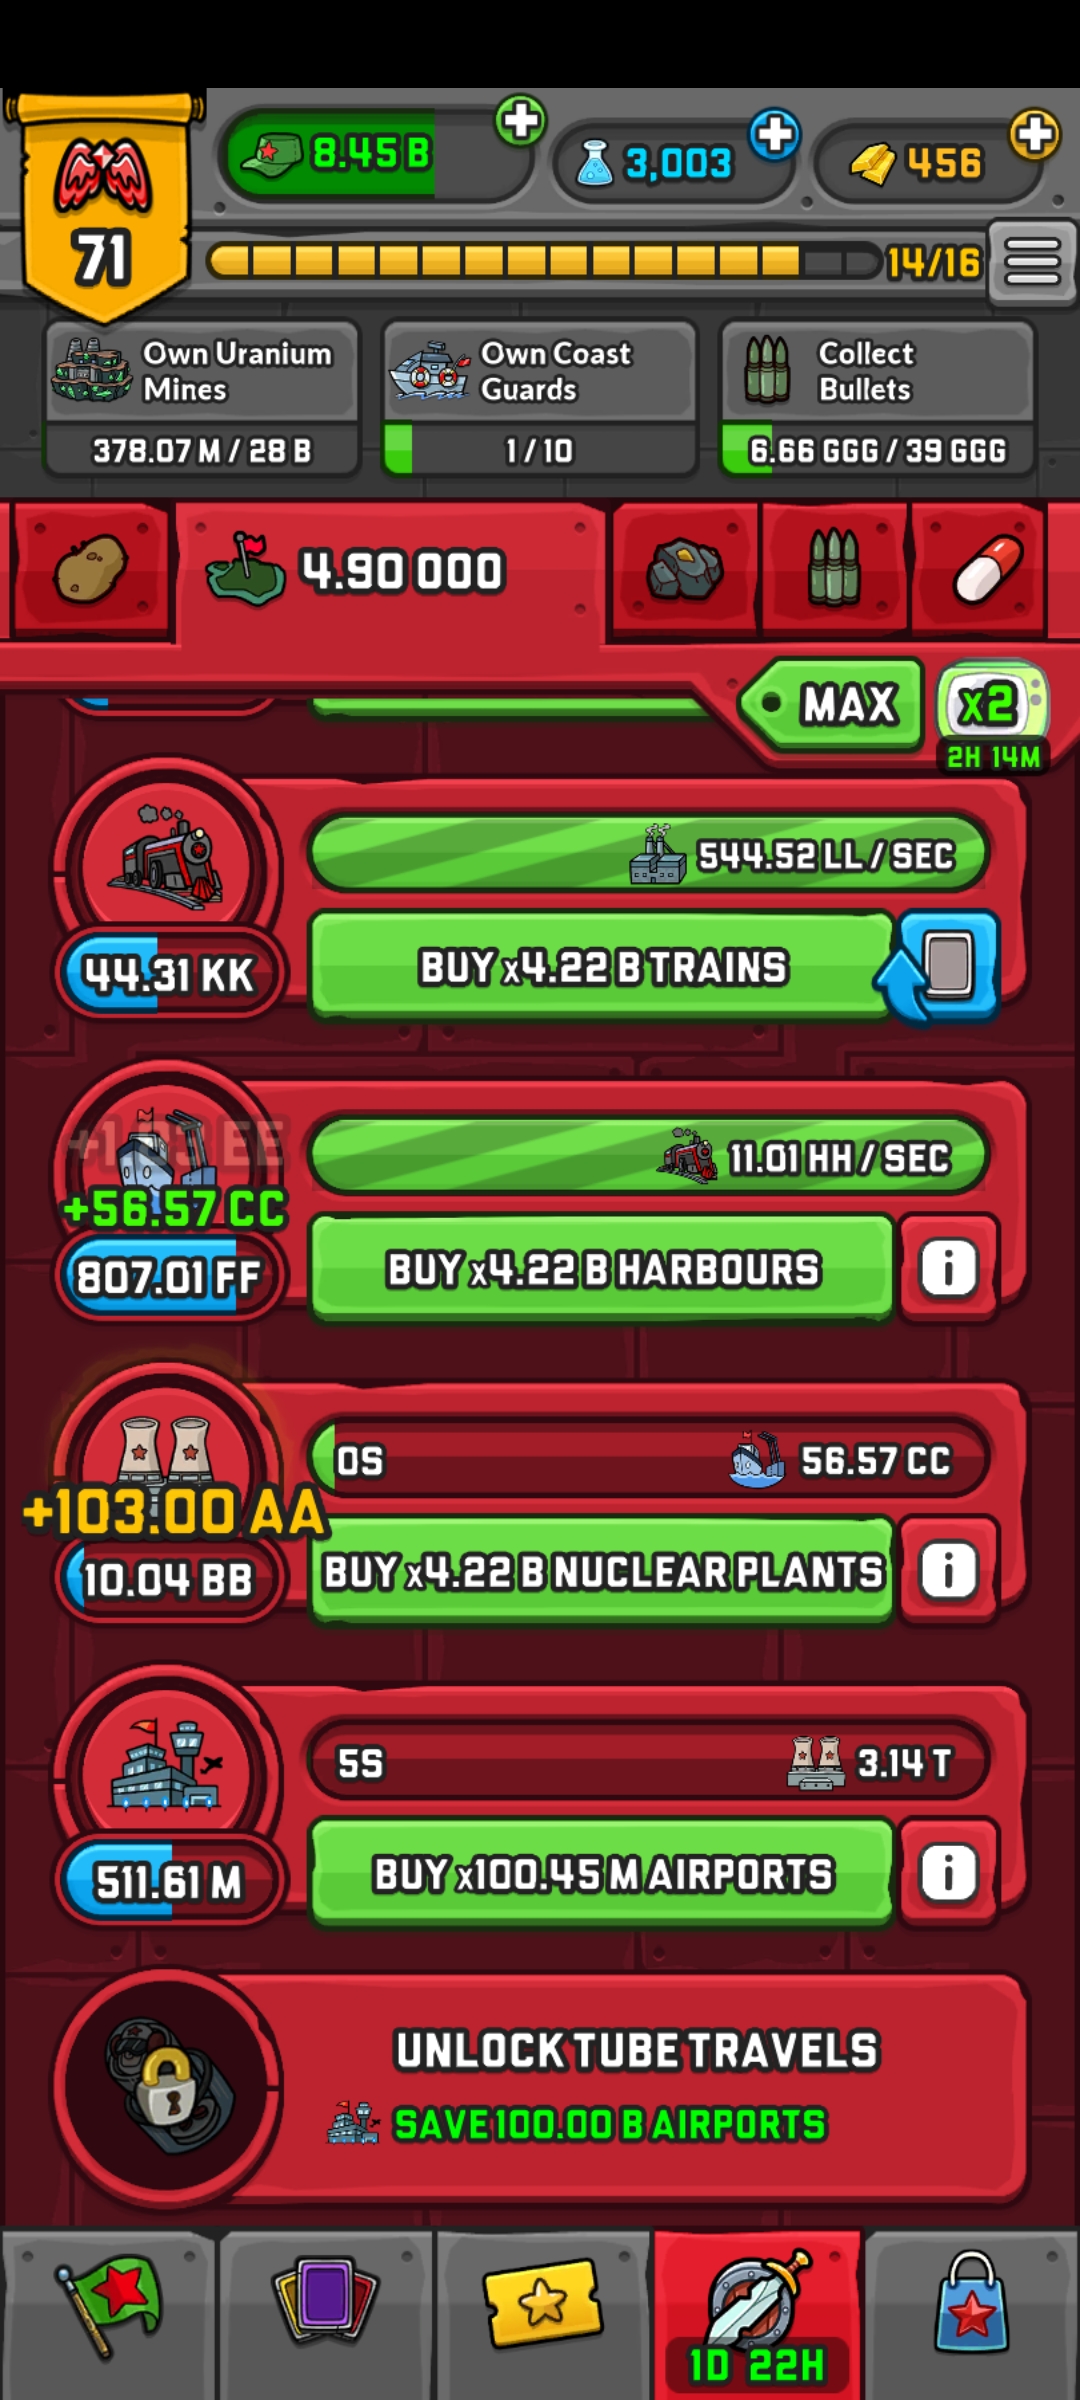 71
8.45 B
3,003
456
14/16
Own Uranium
Mines
378.07 M / 28 B
Own Coast
Guards
1 / 10
Collect
Bullets
6.66 GGG / 39 GGG
4.90 000
MAX
x2
2H 14M
544.52 LL / SEC
44.31 KK
BUY x4.22 B TRAINS
11.01 HH / SEC
+56.57 CC
807.01 FF
BUY x4.22 B HARBOURS
i
0S
56.57 CC
+103.00 AA
10.04 BB
BUY x4.22 B NUCLEAR PLANTS
i
5S
3.14 T
511.61 M
BUY x100.45 M AIRPORTS
i
UNLOCK TUBE TRAVELS
SAVE 100.00 B AIRPORTS
1D 22H